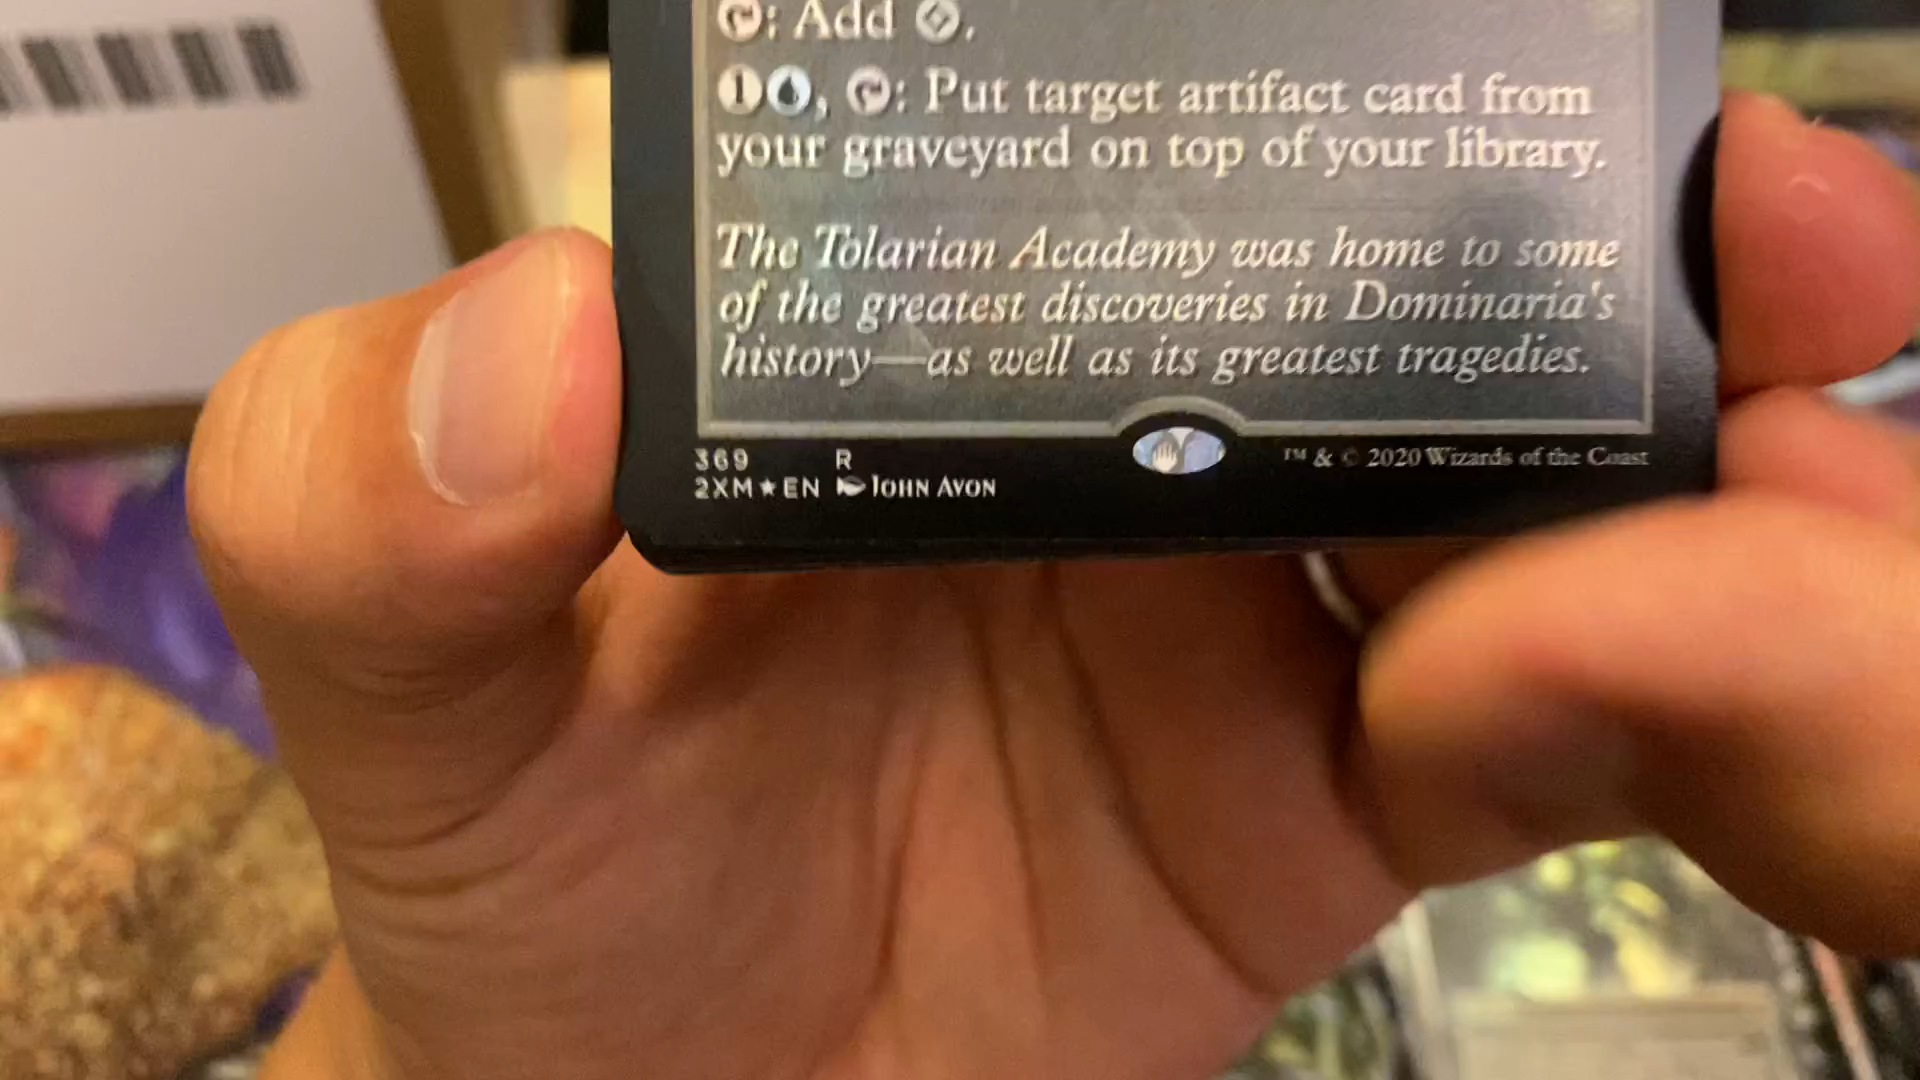 : Add .
1, : Put target artifact card from
your graveyard on top of your library.
The Tolarian Academy was home to some
of the greatest discoveries in Dominaria's
history—as well as its greatest tragedies.
369 R
2XM★EN JOHN AVON
™ & © 2020 Wizards of the Coast